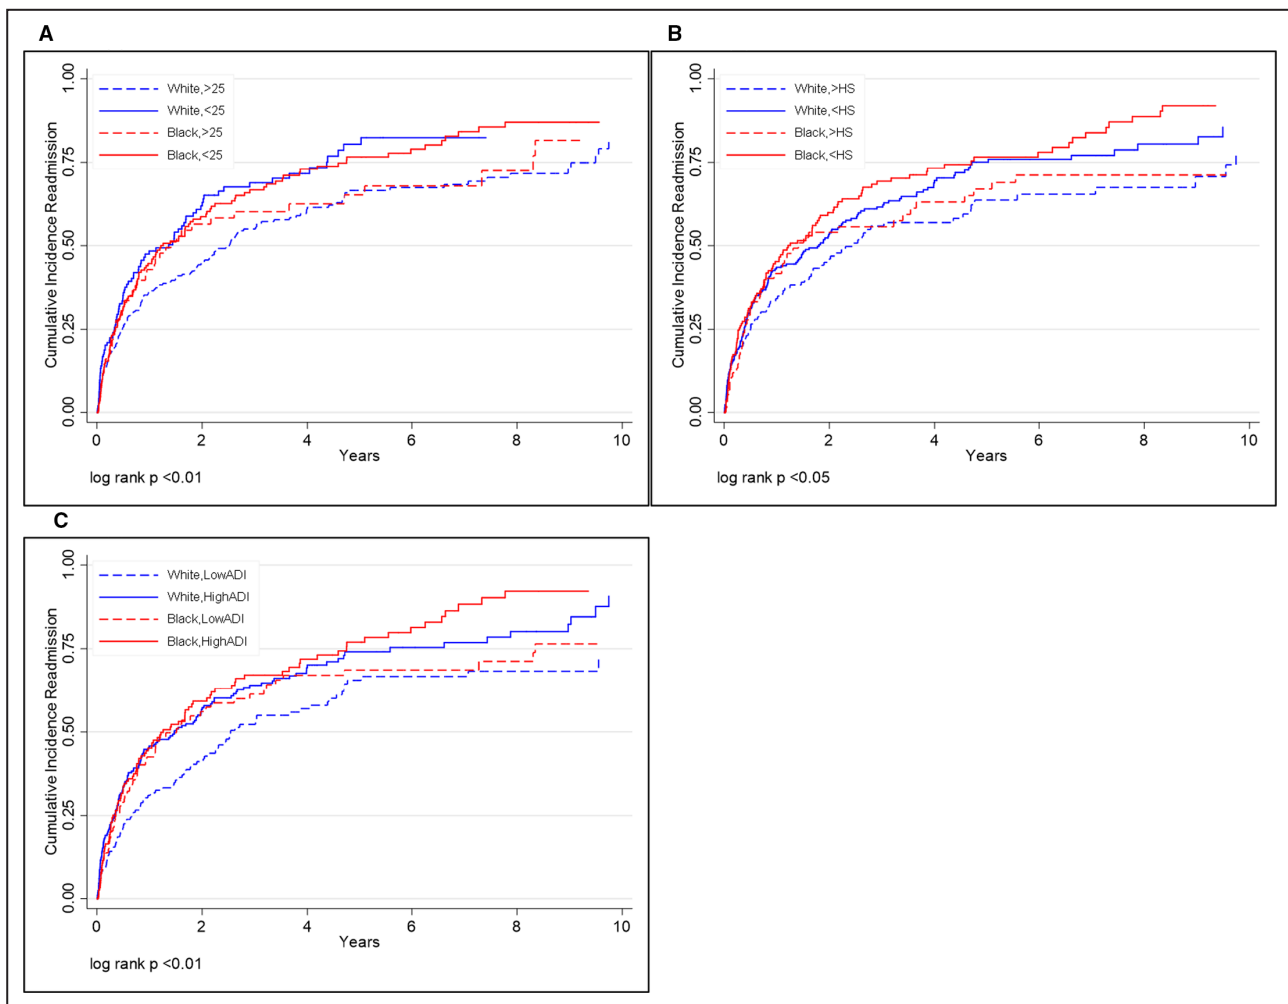 A
Cumulative Incidence Readmission
1.00
0.75
0.50
0.25
0.00
White,>25
White,<25
Black,>25
Black,<25
0 2 4 6 8 10
Years
log rank p <0.01
B
Cumulative Incidence Readmission
1.00
0.75
0.50
0.25
0.00
White,>HS
White,<HS
Black,>HS
Black,<HS
0 2 4 6 8 10
Years
log rank p <0.05
C
Cumulative Incidence Readmission
1.00
0.75
0.50
0.25
0.00
White,LowADI
White,HighADI
Black,LowADI
Black,HighADI
0 2 4 6 8 10
Years
log rank p <0.01